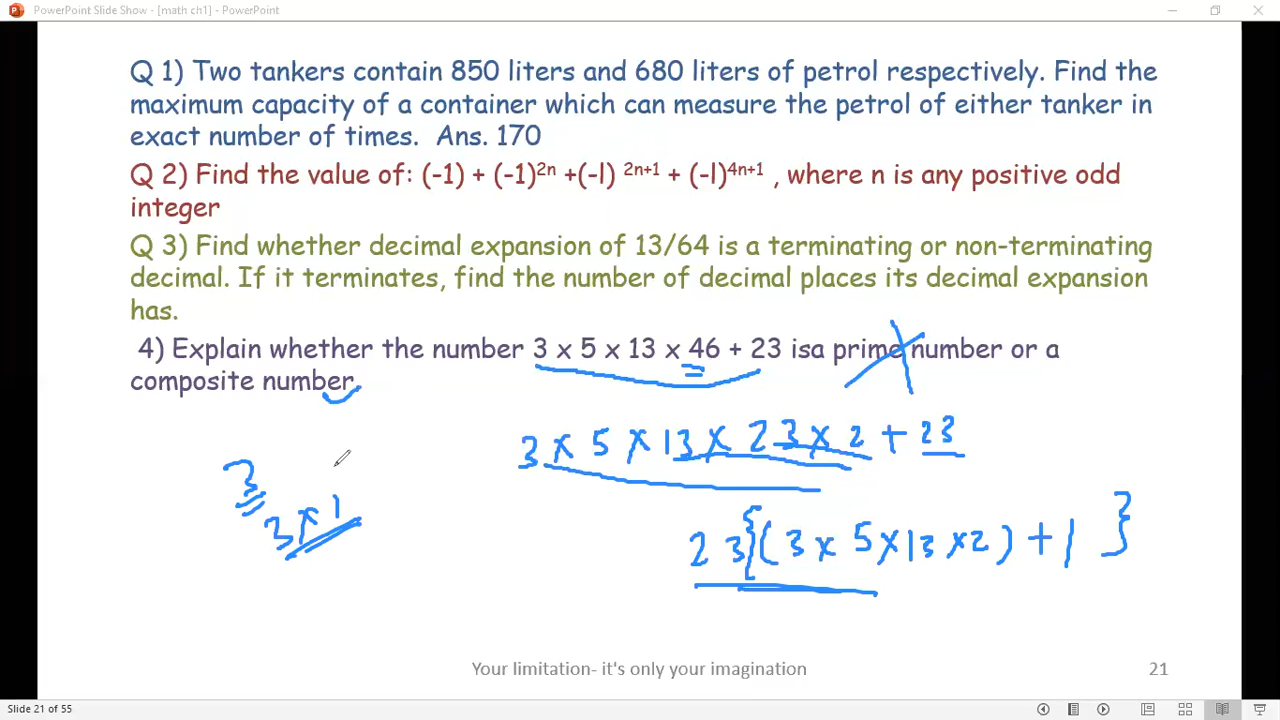 PowerPoint Slide Show - [math ch1] - PowerPoint
Q 1) Two tankers contain 850 liters and 680 liters of petrol respectively. Find the
maximum capacity of a container which can measure the petrol of either tanker in
exact number of times. Ans. 170
Q 2) Find the value of: (-1) + (-1)²ⁿ +(-l) ²ⁿ⁺¹ + (-l)⁴ⁿ⁺¹ , where n is any positive odd
integer
Q 3) Find whether decimal expansion of 13/64 is a terminating or non-terminating
decimal. If it terminates, find the number of decimal places its decimal expansion
has.
4) Explain whether the number 3 x 5 x 13 x 46 + 23 isa prime number or a
composite number.
3 x 5 x 13 x 23 x 2 + 23
3
3 x 1
23{(3 x 5 x 13 x 2) + 1 }
Your limitation- it's only your imagination
21
Slide 21 of 55